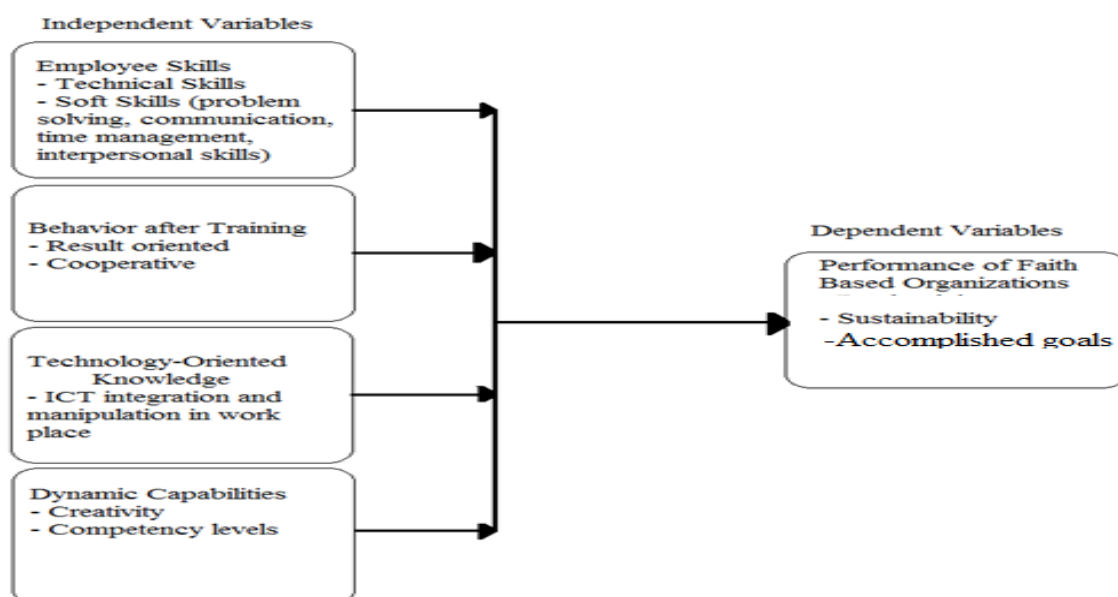 Independent Variables
Employee Skills
- Technical Skills
- Soft Skills (problem
solving, communication,
time management,
interpersonal skills)
Behavior after Training
- Result oriented
- Cooperative
Technology-Oriented
Knowledge
- ICT integration and
manipulation in work
place
Dynamic Capabilities
- Creativity
- Competency levels
Dependent Variables
Performance of Faith
Based Organizations
- Sustainability
-Accomplished goals